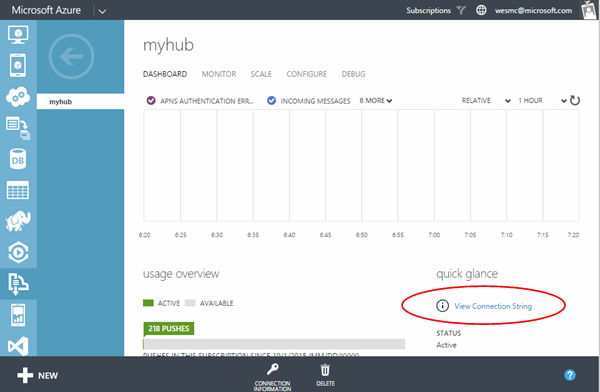 Microsoft Azure
Subscriptions
wesmc@microsoft.com
myhub
myhub
DASHBOARD MONITOR SCALE CONFIGURE DEBUG
APNS AUTHENTICATION ERR... INCOMING MESSAGES 8 MORE RELATIVE 1 HOUR
6:20 6:25 6:30 6:35 6:40 6:45 6:50 6:55 7:00 7:05 7:10 7:15 7:20
usage overview
ACTIVE AVAILABLE
218 PUSHES
PUSHES IN THIS SUBSCRIPTION SINCE 10/1/2015 (MM/DD/YYYY)
quick glance
View Connection String
STATUS
Active
DB
NEW
CONNECTION
INFORMATION
DELETE
?